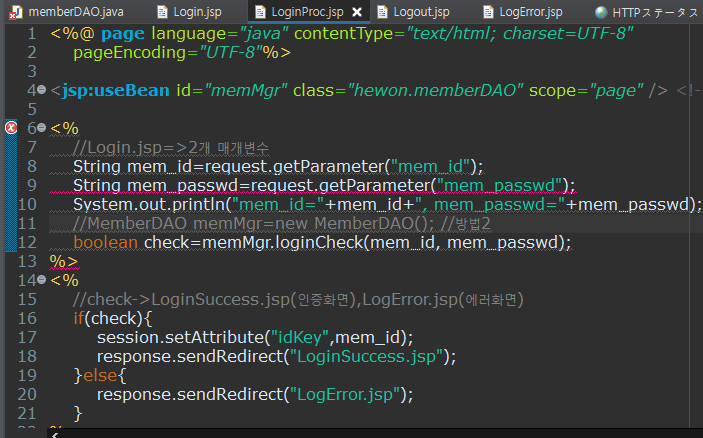 memberDAO.java Login.jsp LoginProc.jsp Logout.jsp LogError.jsp HTTPステータス
1 <%@ page language="java" contentType="text/html; charset=UTF-8"
2 pageEncoding="UTF-8"%>
3
4 <jsp:useBean id="memMgr" class="hewon.memberDAO" scope="page" /> <!-
5
6 <%
7 //Login.jsp=>2개 매개변수
8 String mem_id=request.getParameter("mem_id");
9 String mem_passwd=request.getParameter("mem_passwd");
10 System.out.println("mem_id="+mem_id+", mem_passwd="+mem_passwd);
11 //MemberDAO memMgr=new MemberDAO(); //방법2
12 boolean check=memMgr.loginCheck(mem_id, mem_passwd);
13 %>
14 <%
15 //check->LoginSuccess.jsp(인증화면),LogError.jsp(에러화면)
16 if(check){
17 session.setAttribute("idKey",mem_id);
18 response.sendRedirect("LoginSuccess.jsp");
19 }else{
20 response.sendRedirect("LogError.jsp");
21 }